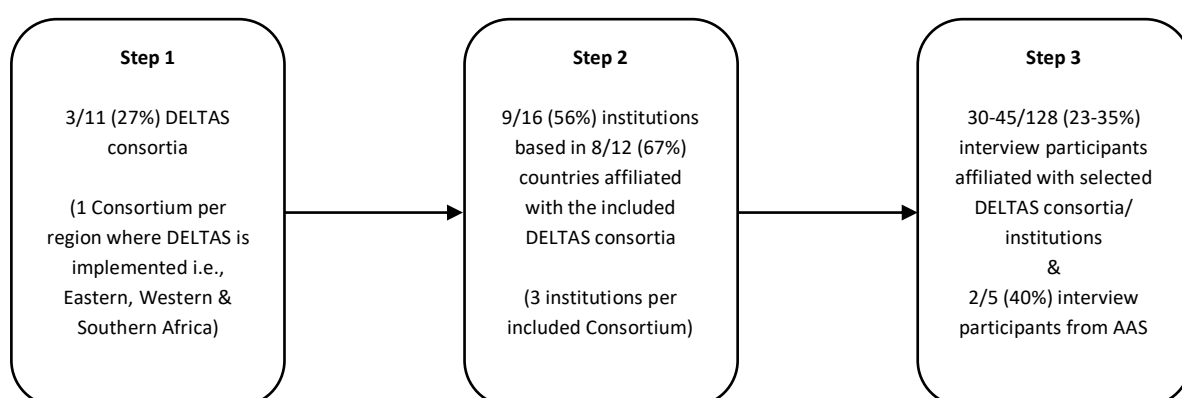 Step 1
3/11 (27%) DELTAS
consortia
(1 Consortium per
region where DELTAS is
implemented i.e.,
Eastern, Western &
Southern Africa)
Step 2
9/16 (56%) institutions
based in 8/12 (67%)
countries affiliated
with the included
DELTAS consortia
(3 institutions per
included Consortium)
Step 3
30-45/128 (23-35%)
interview participants
affiliated with selected
DELTAS consortia/
institutions
&
2/5 (40%) interview
participants from AAS